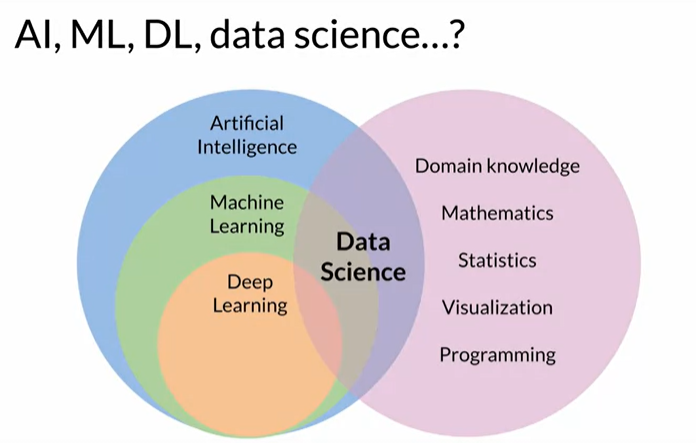 AI, ML, DL, data science...?
Artificial
Intelligence
Machine
Learning
Deep
Learning
Data
Science
Domain knowledge
Mathematics
Statistics
Visualization
Programming